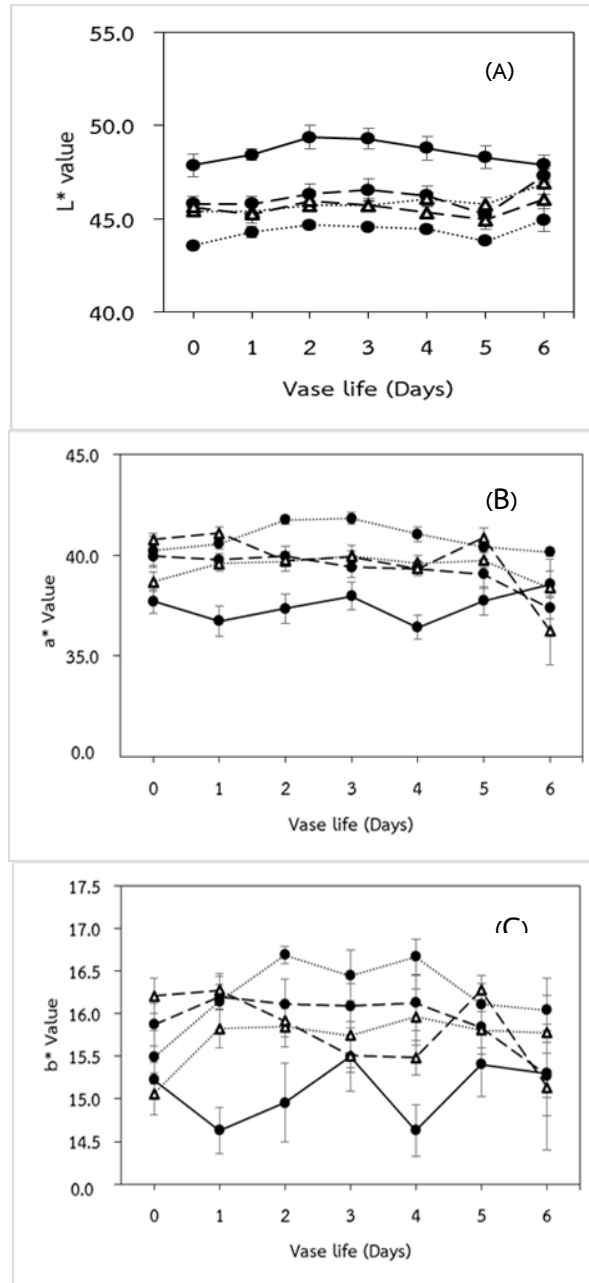 55.0
(A)
50.0
L* value
45.0
40.0
0 1 2 3 4 5 6
Vase life (Days)
45.0
(B)
40.0
a* Value
35.0
0.0
0 1 2 3 4 5 6
Vase life (Days)
17.5
17.0
(C)
16.5
16.0
b* Value
15.5
15.0
14.5
0.0
0 1 2 3 4 5 6
Vase life (Days)